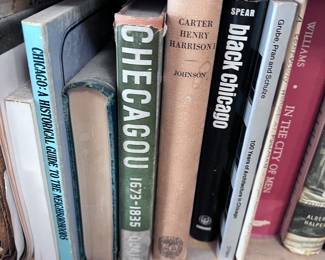 CHICAGO: A HISTORICAL GUIDE TO THE NEIGHBORHOODS
CHECAGOU 1673-1835
CARTER
HENRY
HARRISON I
JOHNSON
SPEAR
black chicago
Grube, Pran and Schulze
100 Years of Architecture in Chicago
WILLIAMS
IN THE CITY OF MEN
HALPER